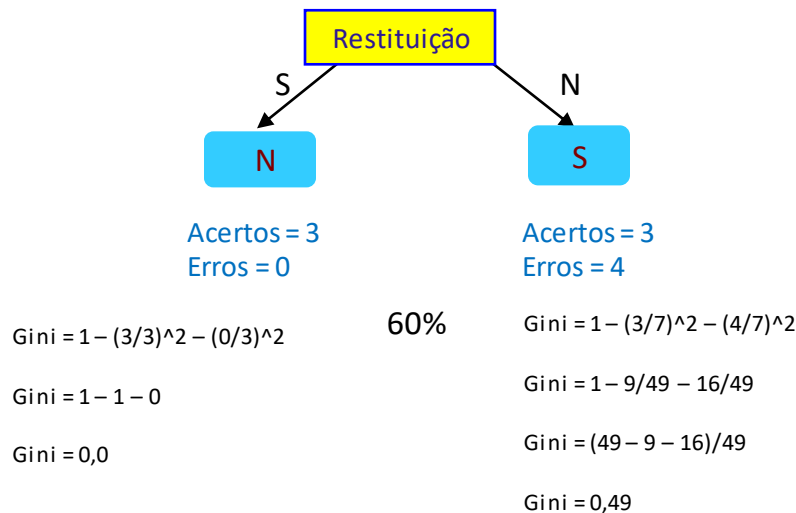 Restituição
S
N
N
S
Acertos = 3
Erros = 0
Acertos = 3
Erros = 4
60%
Gini = 1 – (3/3)^2 – (0/3)^2
Gini = 1 – 1 – 0
Gini = 0,0
Gini = 1 – (3/7)^2 – (4/7)^2
Gini = 1 – 9/49 – 16/49
Gini = (49 – 9 – 16)/49
Gini = 0,49